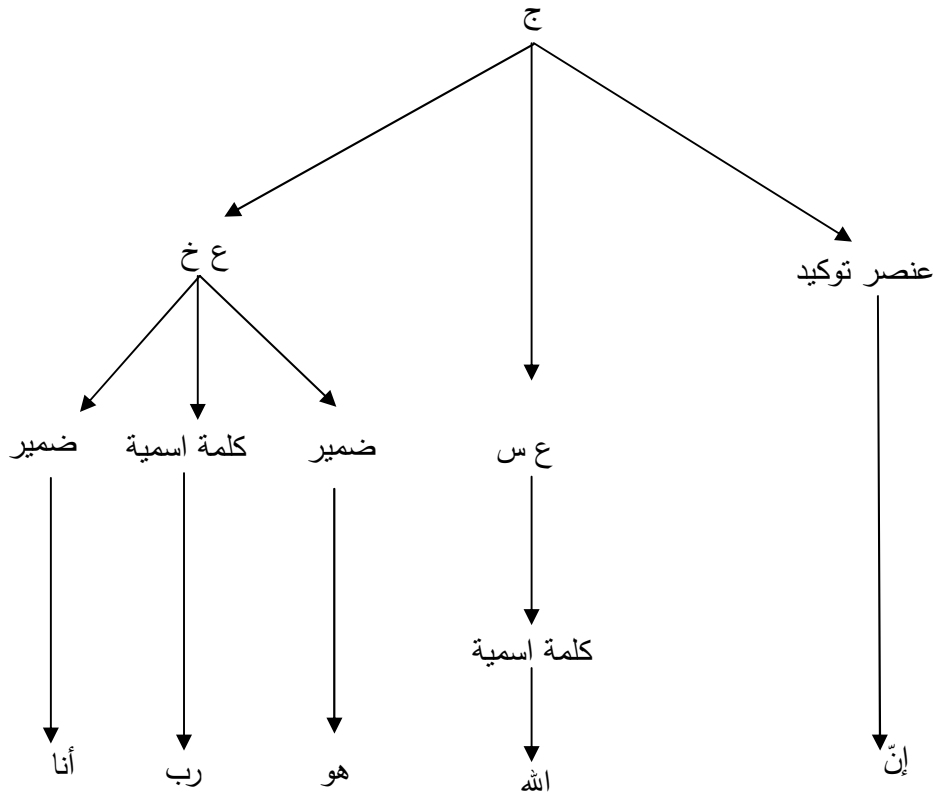 ج
ع خ
عنصر توكيد
ع س
ضمير
كلمة اسمية
ضمير
كلمة اسمية
إنّ
الله
هو
رب
أنا